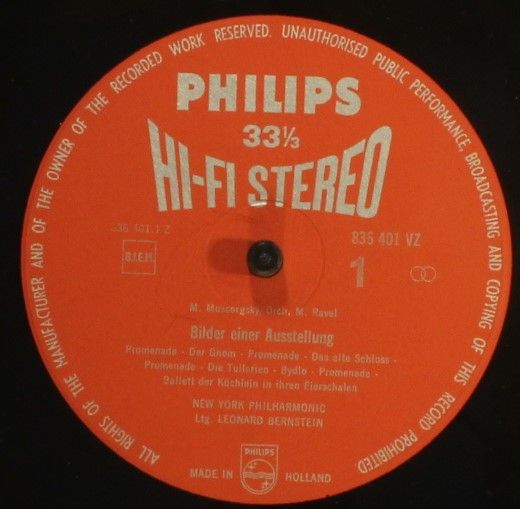 ALL RIGHTS OF THE MANUFACTURER AND OF THE OWNER OF THE RECORDED WORK RESERVED. UNAUTHORISED PUBLIC PERFORMANCE, BROADCASTING AND COPYING OF THIS RECORD PROHIBITED
PHILIPS
33⅓
HI-FI STEREO
835 401.1 Z
835 401 VZ
B.I.E.M.
1
M. Mussorgsky, Orch. M. Ravel
Bilder einer Ausstellung
Promenade - Der Gnom - Promenade - Das alte Schloss -
Promenade - Die Tuilerien - Bydlo - Promenade -
Ballett der Küchlein in ihren Eierschalen
NEW YORK PHILHARMONIC
Ltg. LEONARD BERNSTEIN
PHILIPS
MADE IN HOLLAND